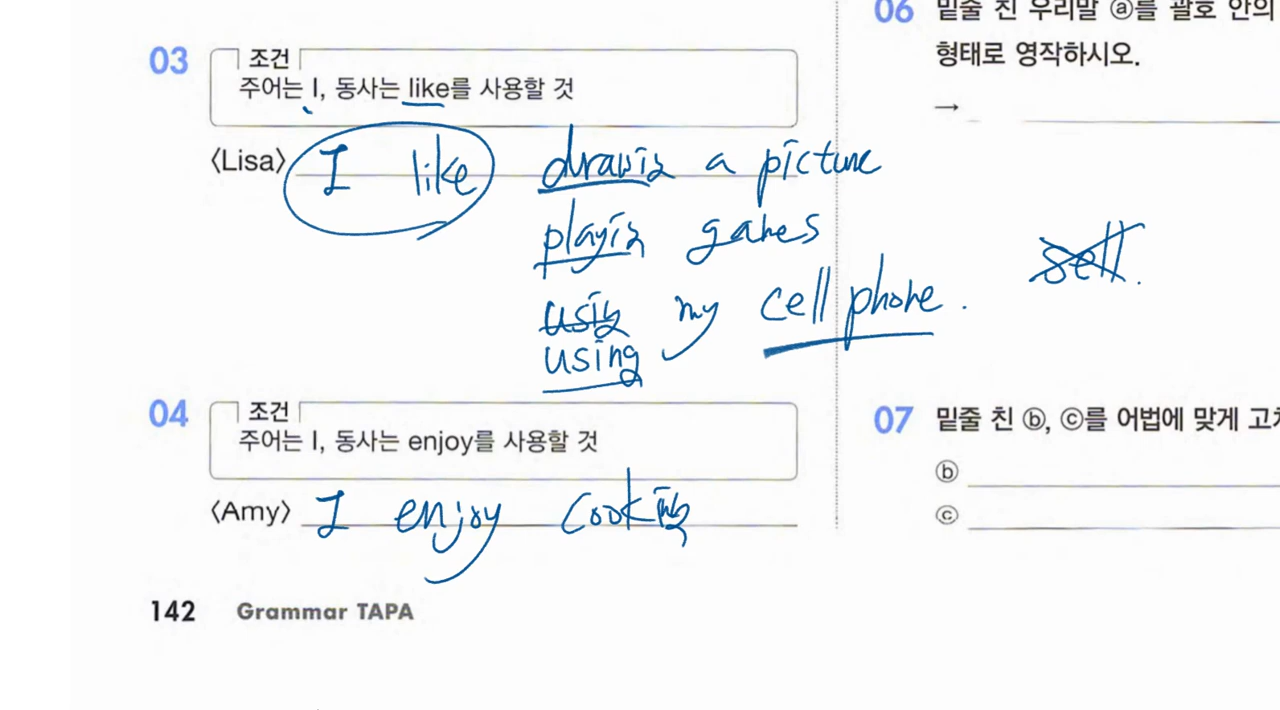 06 밑줄 친 우리말 ⓐ를 괄호 안의
형태로 영작하시오.
→
03 조건
주어는 I, 동사는 like를 사용할 것
〈Lisa〉 I like drawing a picture
playing games
using my cell phone.
using
sell.
04 조건
주어는 I, 동사는 enjoy를 사용할 것
〈Amy〉 I enjoy cooking
07 밑줄 친 ⓑ, ⓒ를 어법에 맞게
ⓑ
ⓒ
142 Grammar TAPA